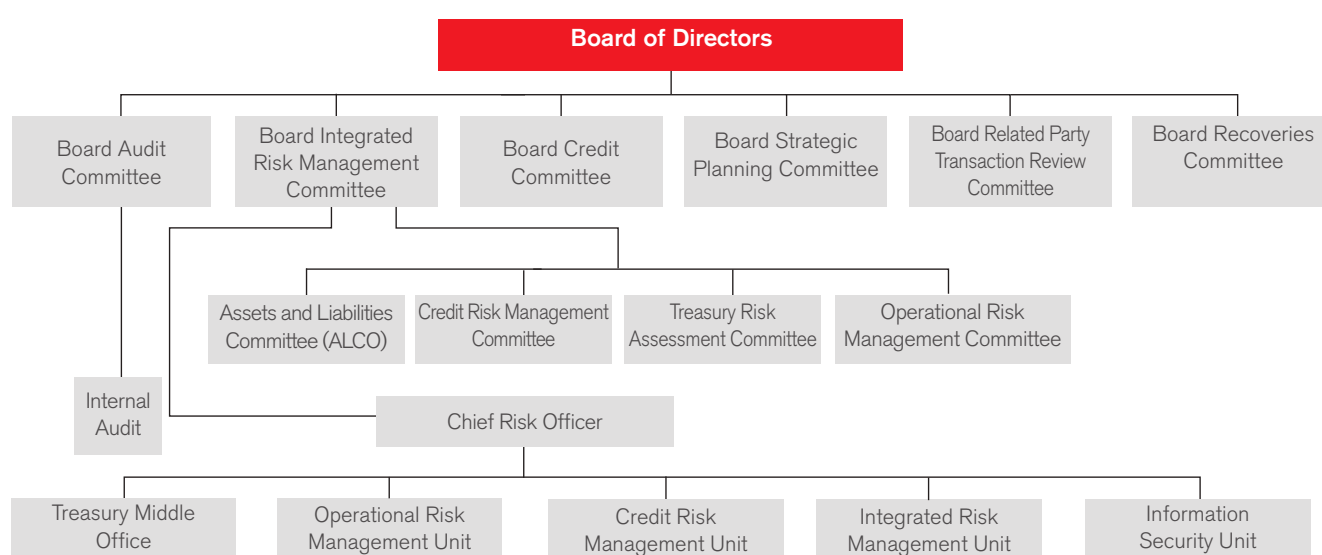 Board of Directors
Board Audit
Committee
Board Integrated
Risk Management
Committee
Board Credit
Committee
Board Strategic
Planning Committee
Board Related Party
Transaction Review
Committee
Board Recoveries
Committee
Assets and Liabilities
Committee (ALCO)
Credit Risk Management
Committee
Treasury Risk
Assessment Committee
Operational Risk
Management Committee
Internal
Audit
Chief Risk Officer
Treasury Middle
Office
Operational Risk
Management Unit
Credit Risk
Management Unit
Integrated Risk
Management Unit
Information
Security Unit